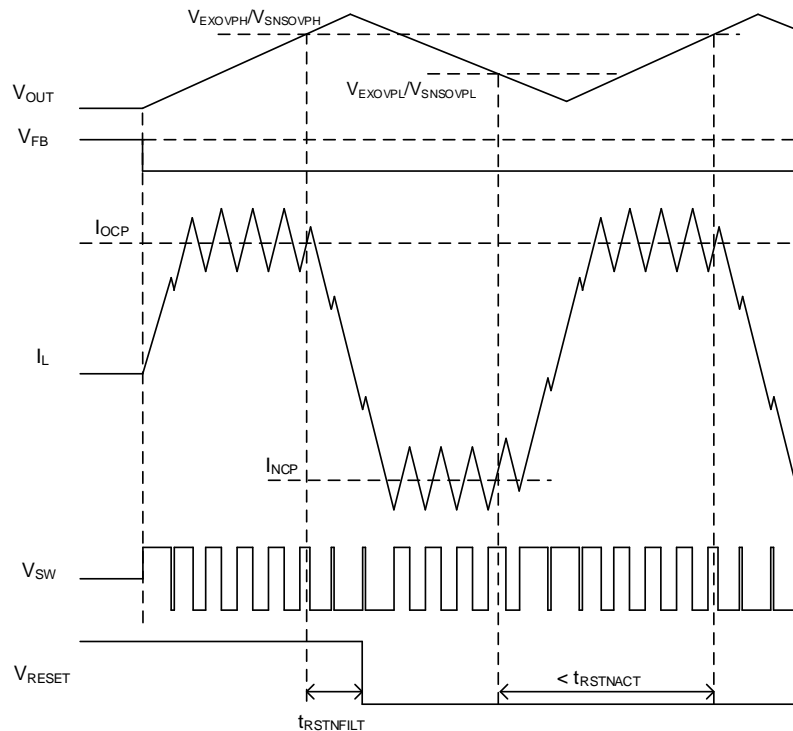 VEXOVPH/VSNSOVPH
VEXOVPL/VSNSOVPL
VOUT
VFB
IOCP
IL
INCP
VSW
VRESET
< tRSTNACT
tRSTNFILT